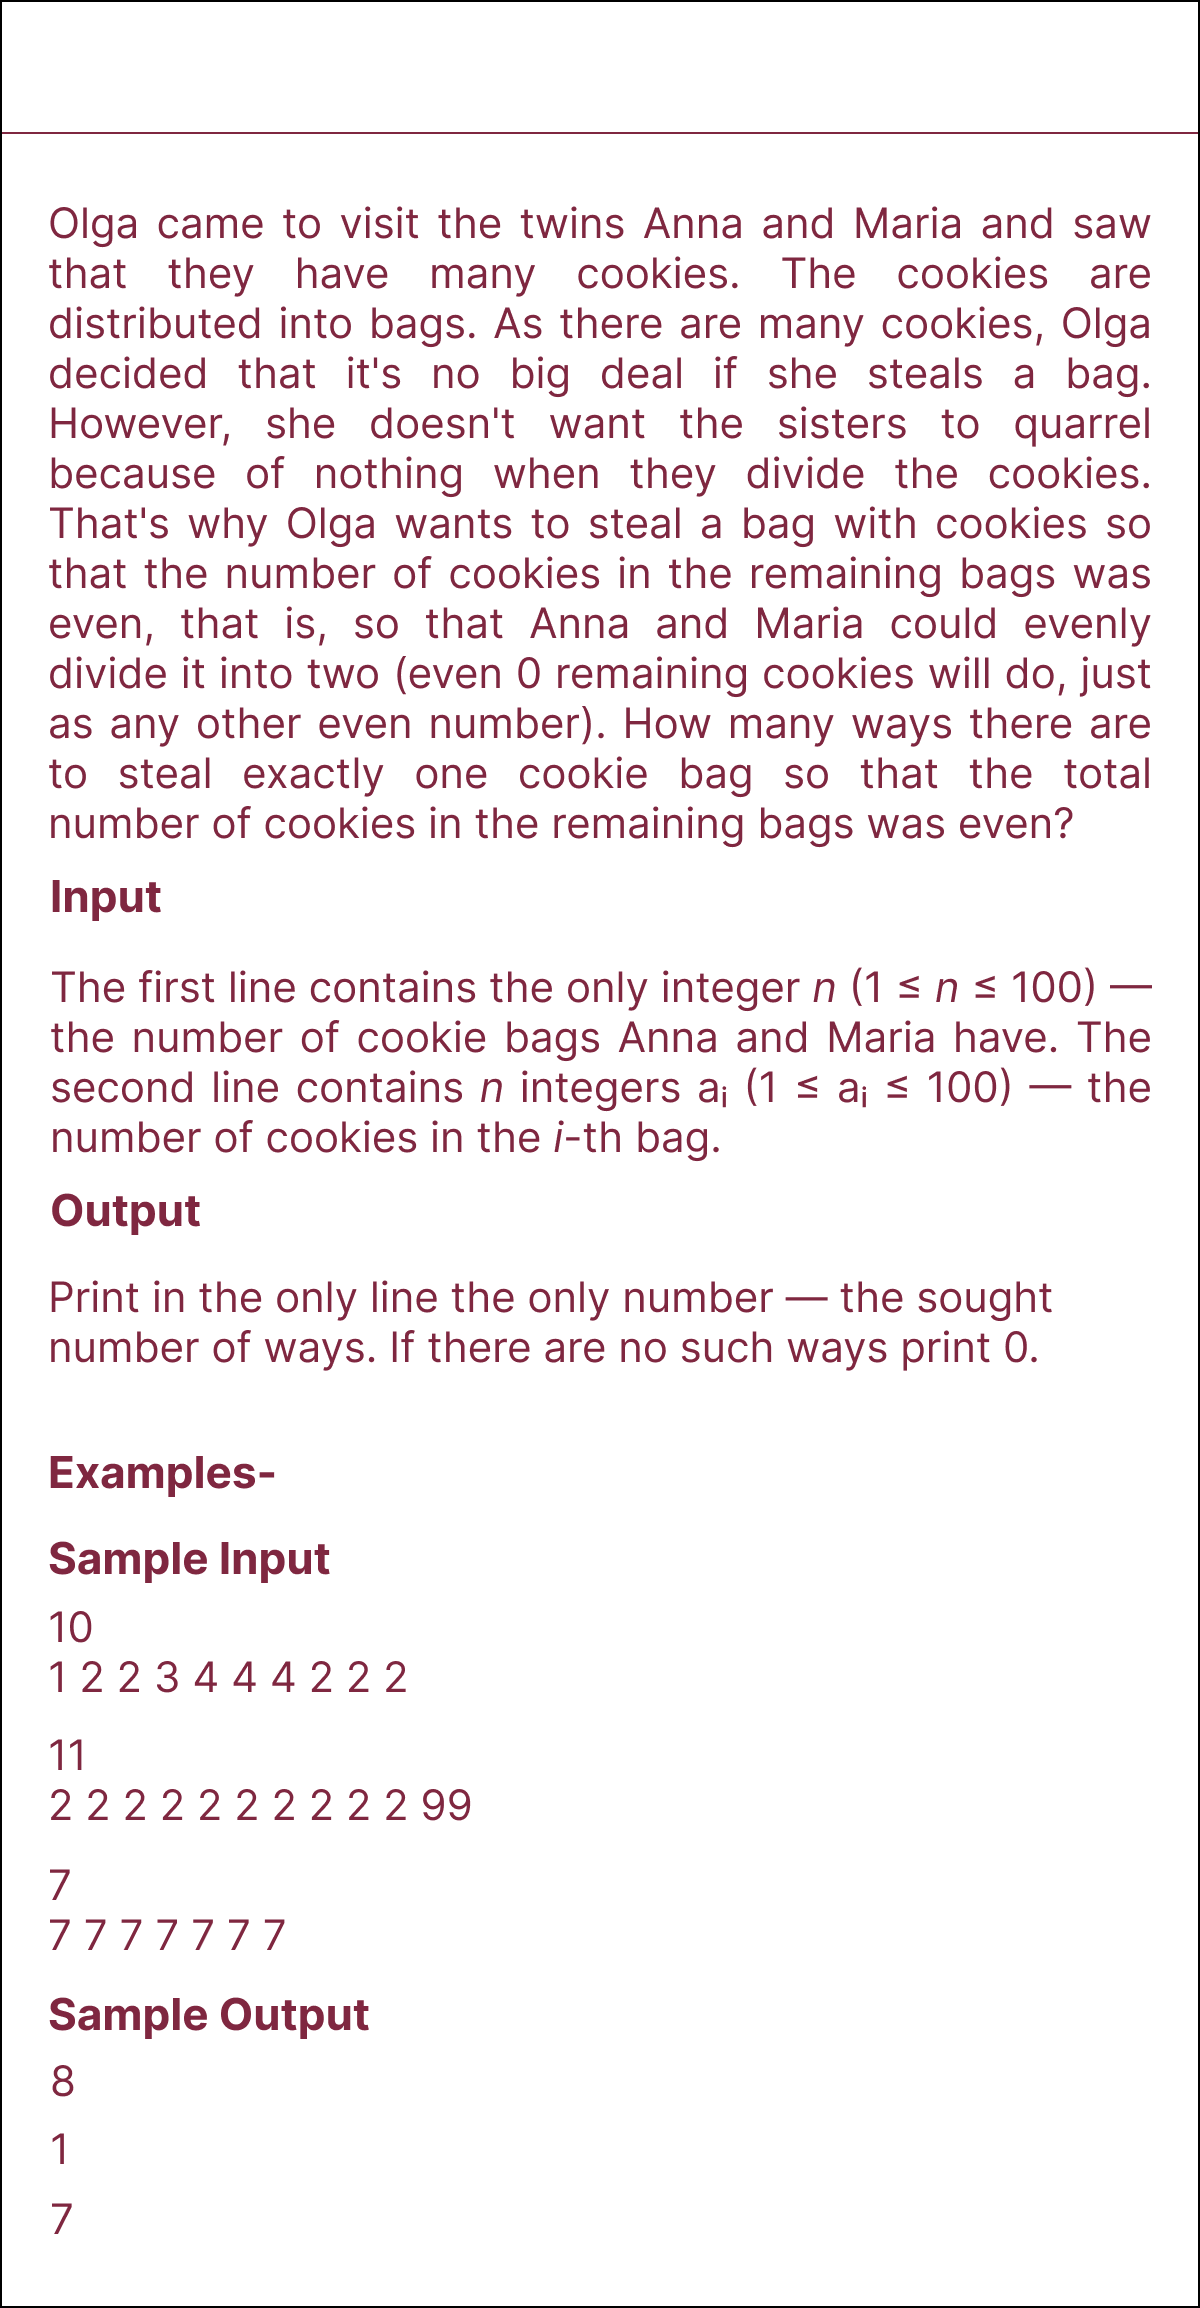 Olga came to visit the twins Anna and Maria and saw
that they have many cookies. The cookies are
distributed into bags. As there are many cookies, Olga
decided that it's no big deal if she steals a bag.
However, she doesn't want the sisters to quarrel
because of nothing when they divide the cookies.
That's why Olga wants to steal a bag with cookies so
that the number of cookies in the remaining bags was
even, that is, so that Anna and Maria could evenly
divide it into two (even 0 remaining cookies will do, just
as any other even number). How many ways there are
to steal exactly one cookie bag so that the total
number of cookies in the remaining bags was even?
Input
The first line contains the only integer n (1 ≤ n ≤ 100) —
the number of cookie bags Anna and Maria have. The
second line contains n integers aᵢ (1 ≤ aᵢ ≤ 100) — the
number of cookies in the i-th bag.
Output
Print in the only line the only number — the sought
number of ways. If there are no such ways print 0.
Examples-
Sample Input
10
1 2 2 3 4 4 4 2 2 2
11
2 2 2 2 2 2 2 2 2 2 99
7
7 7 7 7 7 7 7
Sample Output
8
1
7